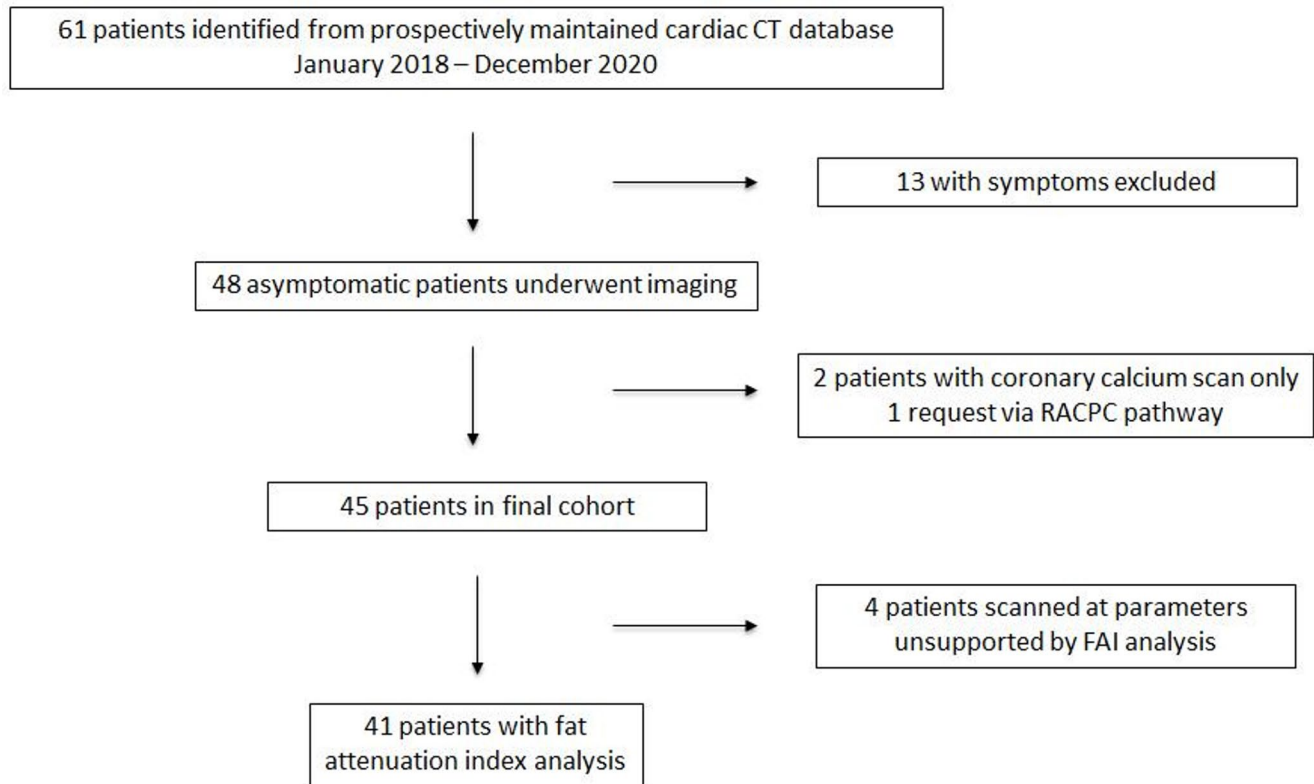 61 patients identified from prospectively maintained cardiac CT database
January 2018 – December 2020
13 with symptoms excluded
48 asymptomatic patients underwent imaging
2 patients with coronary calcium scan only
1 request via RACPC pathway
45 patients in final cohort
4 patients scanned at parameters
unsupported by FAI analysis
41 patients with fat
attenuation index analysis